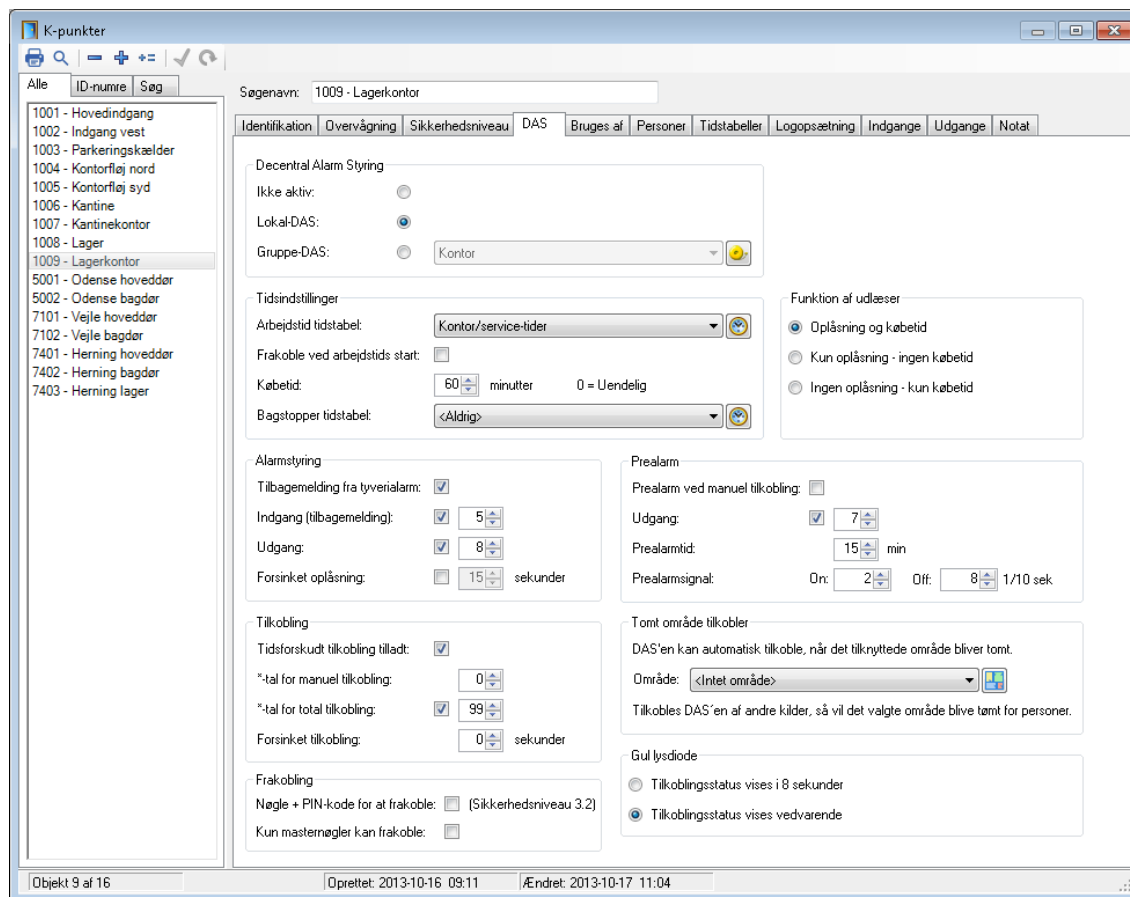 K-punkter
Alle ID-numre Søg
1001 - Hovedindgang
1002 - Indgang vest
1003 - Parkeringskælder
1004 - Kontorfløj nord
1005 - Kontorfløj syd
1006 - Kantine
1007 - Kantinekontor
1008 - Lager
1009 - Lagerkontor
5001 - Odense hoveddør
5002 - Odense bagdør
7101 - Vejle hoveddør
7102 - Vejle bagdør
7401 - Herning hoveddør
7402 - Herning bagdør
7403 - Herning lager
Søgenavn: 1009 - Lagerkontor
Identifikation Overvågning Sikkerhedsniveau DAS Bruges af Personer Tidstabeller Logopsætning Indgange Udgange Notat
Decentral Alarm Styring
Ikke aktiv:
Lokal-DAS:
Gruppe-DAS: Kontor
Tidsindstillinger
Arbejdstid tidstabel: Kontor/service-tider
Frakoble ved arbejdstids start:
Købetid: 60 minutter 0 = Uendelig
Bagstopper tidstabel: <Aldrig>
Funktion af udlæser
Oplåsning og købetid
Kun oplåsning - ingen købetid
Ingen oplåsning - kun købetid
Alarmstyring
Tilbagemelding fra tyverialarm:
Indgang (tilbagemelding): 5
Udgang: 8
Forsinket oplåsning: 15 sekunder
Prealarm
Prealarm ved manuel tilkobling:
Udgang: 7
Prealarmtid: 15 min
Prealarmsignal: On: 2 Off: 8 1/10 sek
Tilkobling
Tidsforskudt tilkobling tilladt:
*-tal for manuel tilkobling: 0
*-tal for total tilkobling: 99
Forsinket tilkobling: 0 sekunder
Tomt område tilkobler
DAS'en kan automatisk tilkoble, når det tilknyttede område bliver tomt.
Område: <Intet område>
Tilkobles DAS´en af andre kilder, så vil det valgte område blive tømt for personer.
Frakobling
Nøgle + PIN-kode for at frakoble: (Sikkerhedsniveau 3.2)
Kun masternøgler kan frakoble:
Gul lysdiode
Tilkoblingsstatus vises i 8 sekunder
Tilkoblingsstatus vises vedvarende
Objekt 9 af 16 Oprettet: 2013-10-16 09:11 Ændret: 2013-10-17 11:04